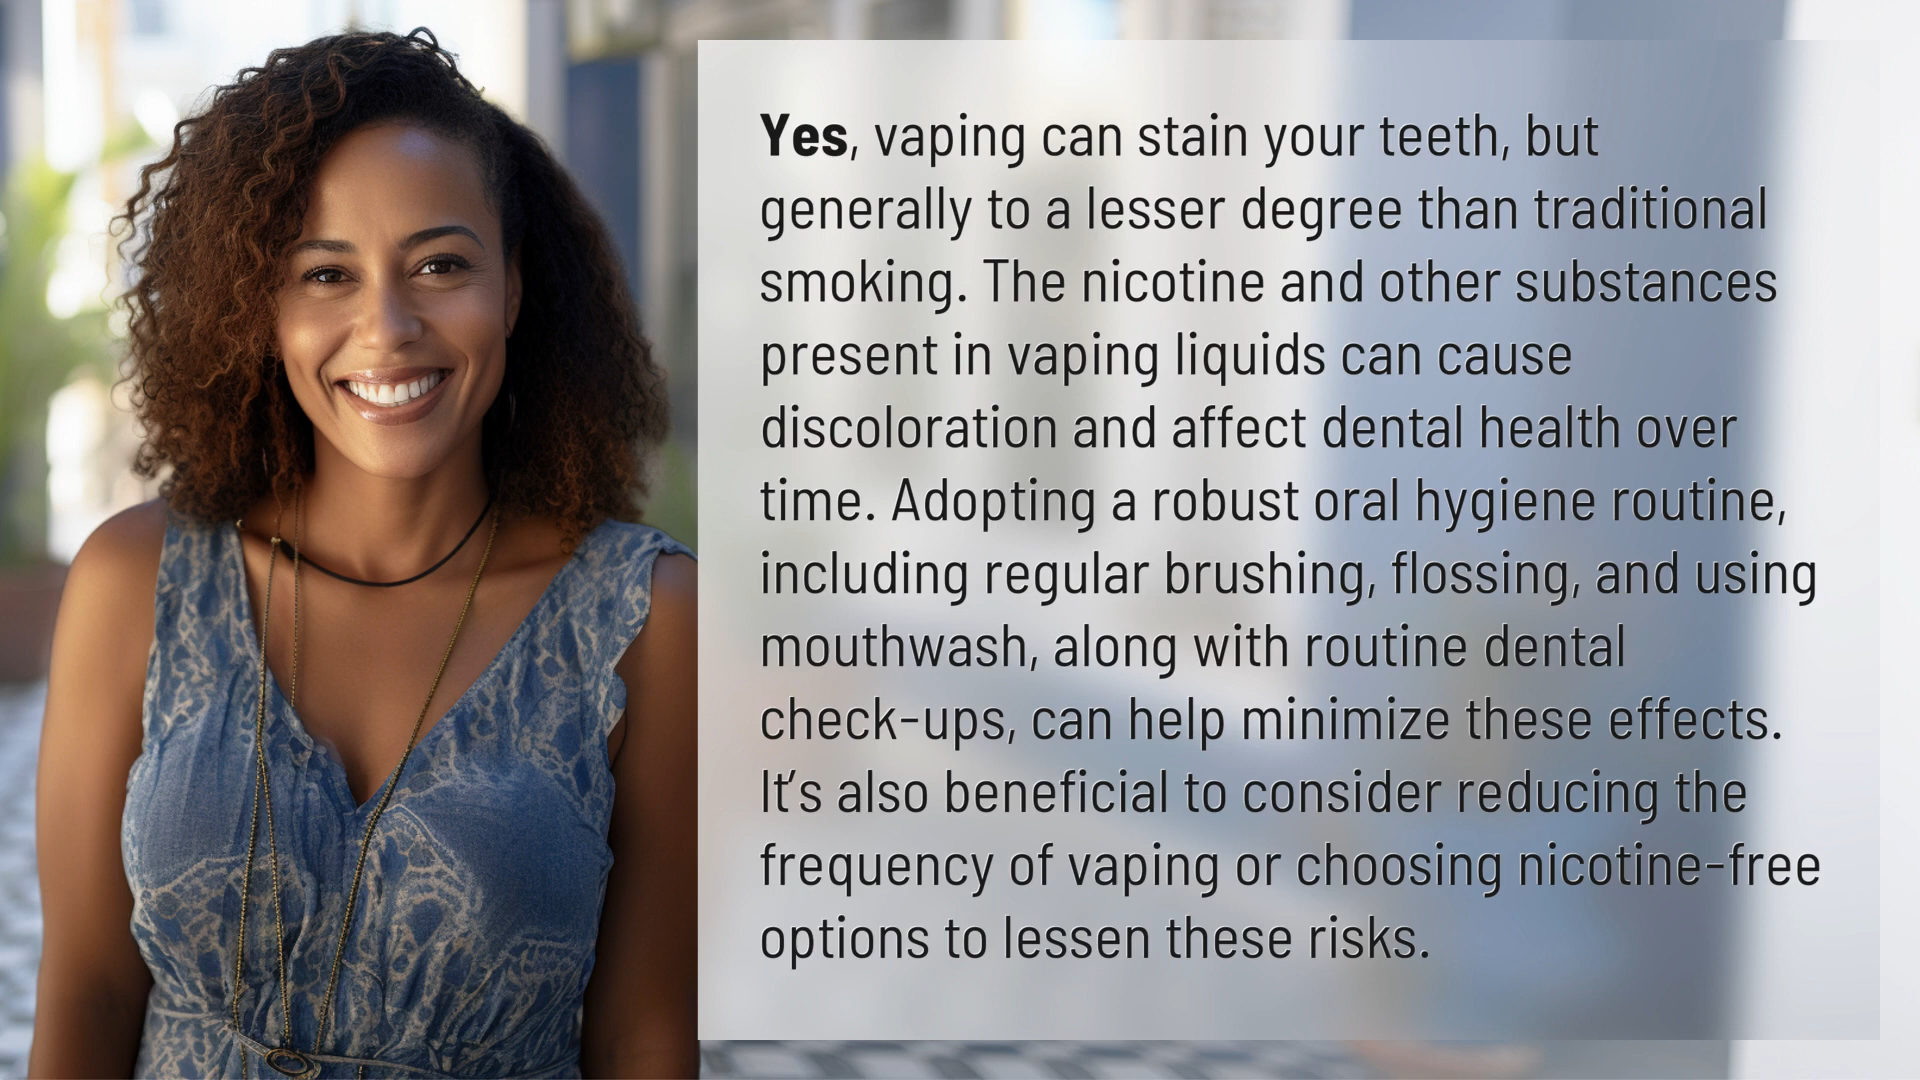 Yes, vaping can stain your teeth, but
generally to a lesser degree than traditional
smoking. The nicotine and other substances
present in vaping liquids can cause
discoloration and affect dental health over
time. Adopting a robust oral hygiene routine,
including regular brushing, flossing, and using
mouthwash, along with routine dental
check-ups, can help minimize these effects.
It’s also beneficial to consider reducing the
frequency of vaping or choosing nicotine-free
options to lessen these risks.